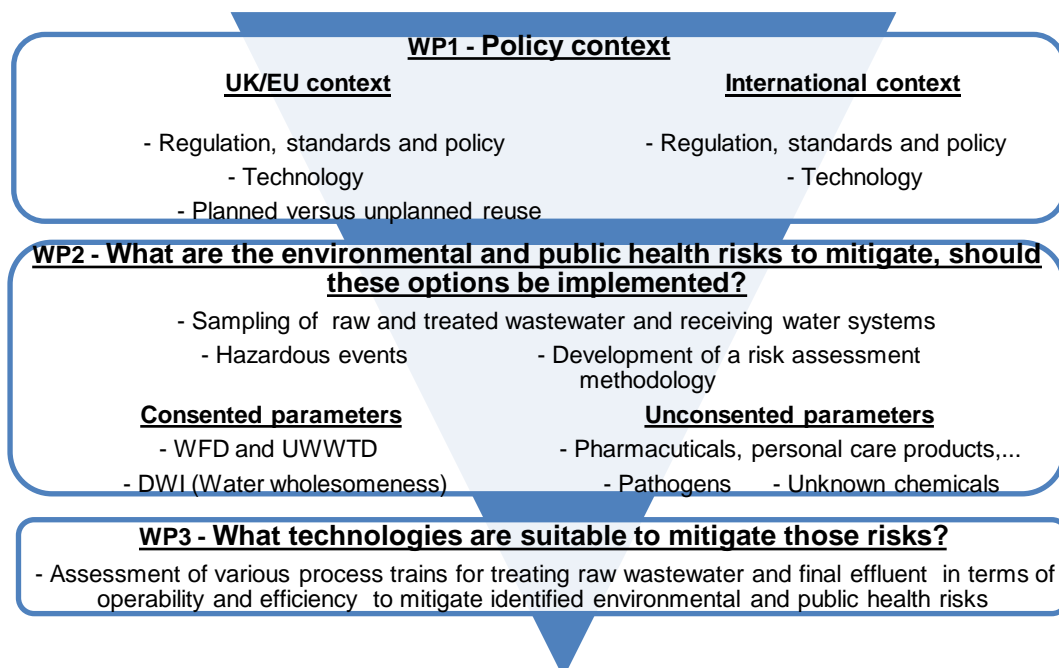 WP1 - Policy context
UK/EU context
International context
- Regulation, standards and policy
- Technology
- Planned versus unplanned reuse
- Regulation, standards and policy
- Technology
WP2 - What are the environmental and public health risks to mitigate, should
these options be implemented?
- Sampling of raw and treated wastewater and receiving water systems
- Hazardous events
- Development of a risk assessment
methodology
Consented parameters
- WFD and UWWTD
- DWI (Water wholesomeness)
Unconsented parameters
- Pharmacuticals, personal care products,...
- Pathogens - Unknown chemicals
WP3 - What technologies are suitable to mitigate those risks?
- Assessment of various process trains for treating raw wastewater and final effluent in terms of
operability and efficiency to mitigate identified environmental and public health risks